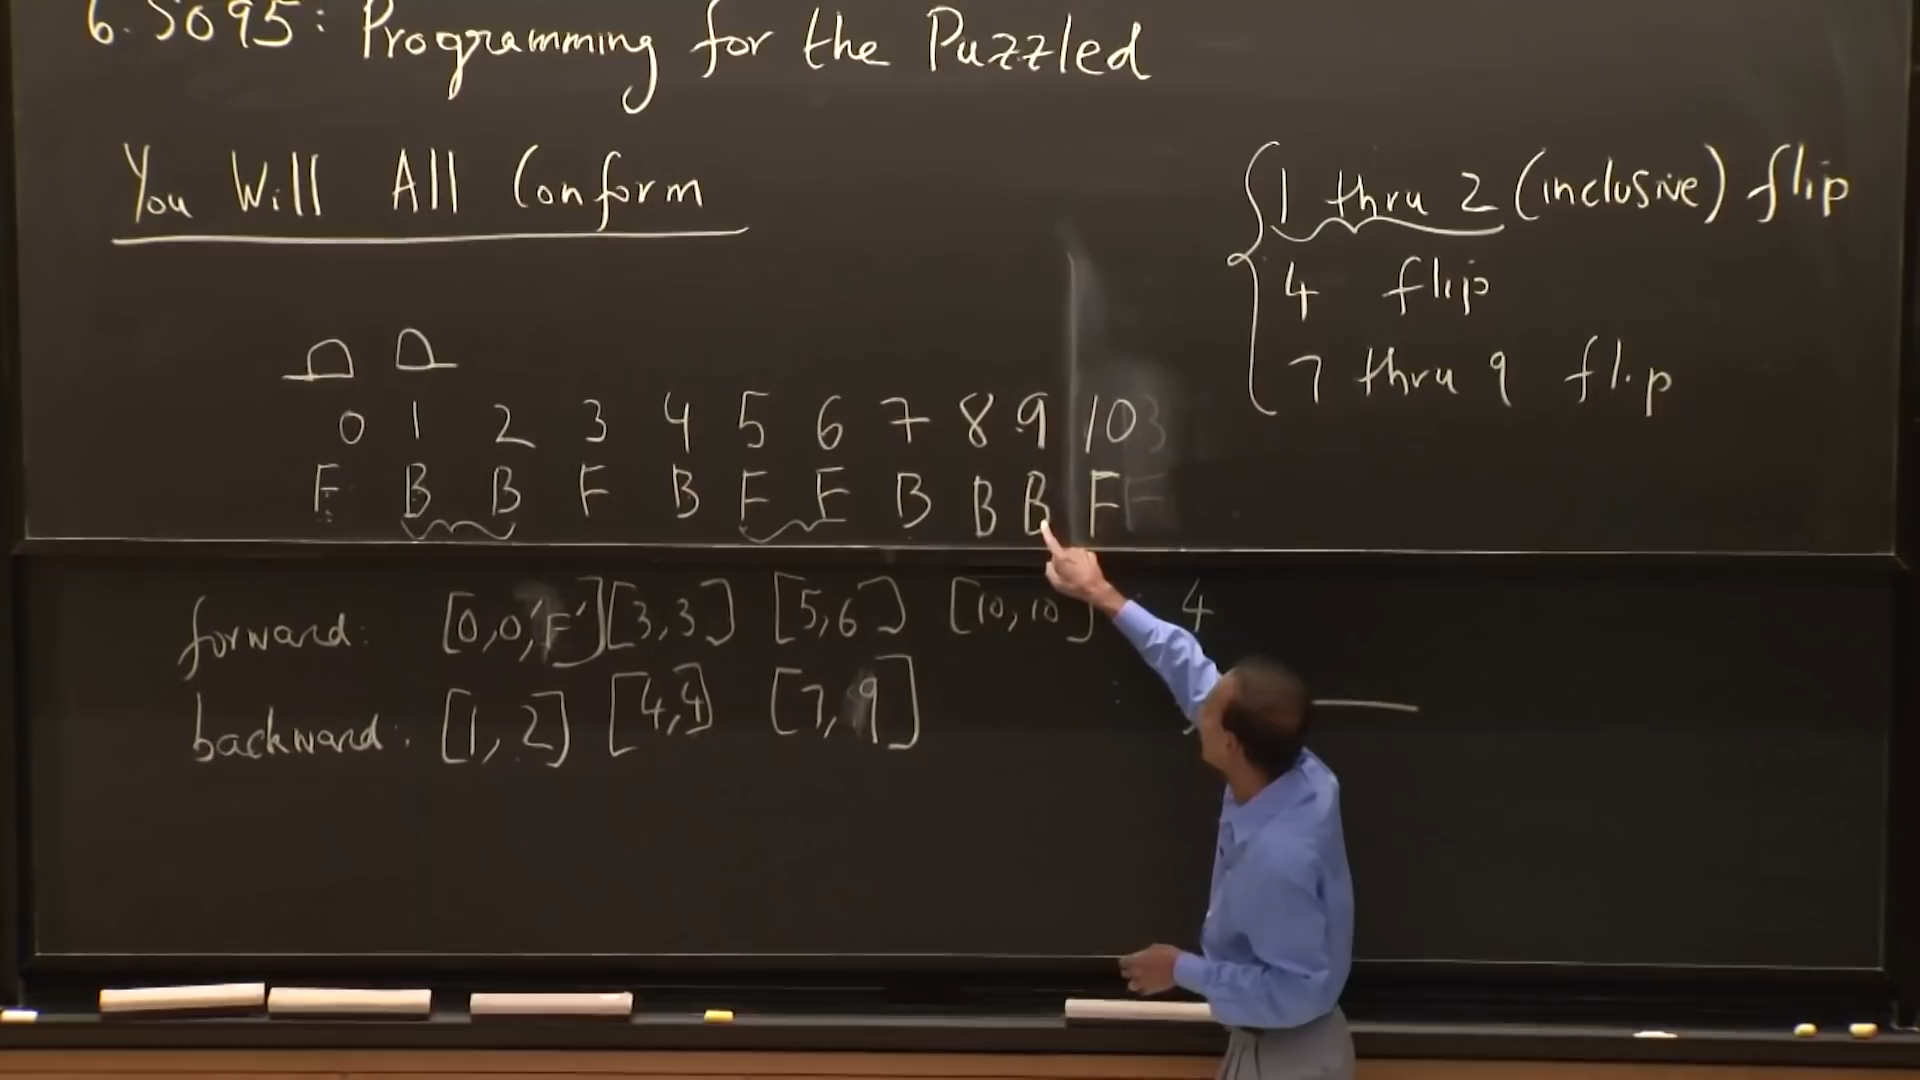 6.S095: Programming for the Puzzled
You Will All Conform
1 thru 2 (inclusive) flip
4 flip
7 thru 9 flip
0 1 2 3 4 5 6 7 8 9 10
F B B F B F F B B B F
forward: [0,0,'F'] [3,3] [5,6] [10,10] : 4
backward: [1,2] [4,4] [7,9]